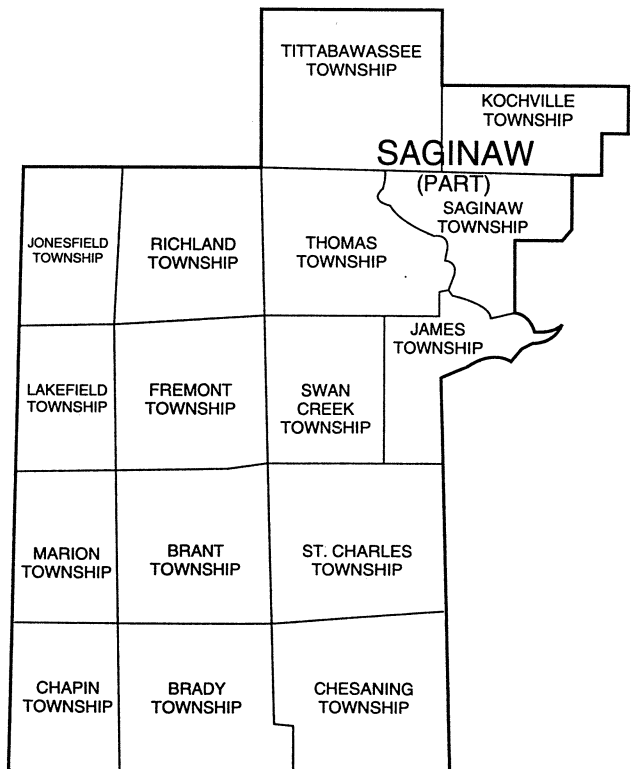 TITTABAWASSEE
TOWNSHIP
KOCHVILLE
TOWNSHIP
SAGINAW
(PART)
SAGINAW
TOWNSHIP
JONESFIELD
TOWNSHIP
RICHLAND
TOWNSHIP
THOMAS
TOWNSHIP
JAMES
TOWNSHIP
LAKEFIELD
TOWNSHIP
FREMONT
TOWNSHIP
SWAN
CREEK
TOWNSHIP
MARION
TOWNSHIP
BRANT
TOWNSHIP
ST. CHARLES
TOWNSHIP
CHAPIN
TOWNSHIP
BRADY
TOWNSHIP
CHESANING
TOWNSHIP